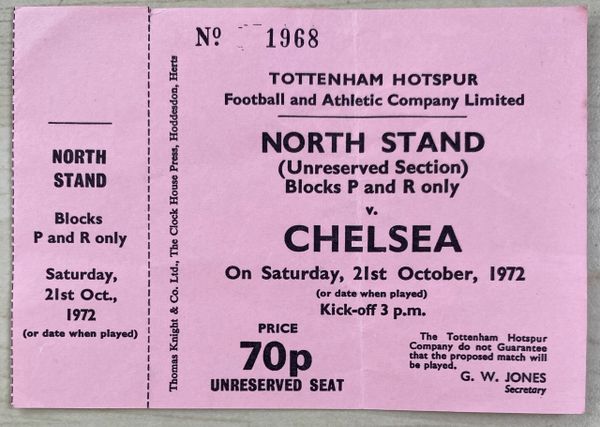 NORTH
STAND
Blocks
P and R only
Saturday,
21st Oct.,
1972
(or date when played)
Thomas Knight & Co. Ltd., The Clock House Press, Hoddesdon, Herts
Nº 1968
TOTTENHAM HOTSPUR
Football and Athletic Company Limited
NORTH STAND
(Unreserved Section)
Blocks P and R only
v.
CHELSEA
On Saturday, 21st October, 1972
(or date when played)
Kick-off 3 p.m.
PRICE
70p
UNRESERVED SEAT
The Tottenham Hotspur
Company do not Guarantee
that the proposed match will
be played.
G. W. JONES
Secretary